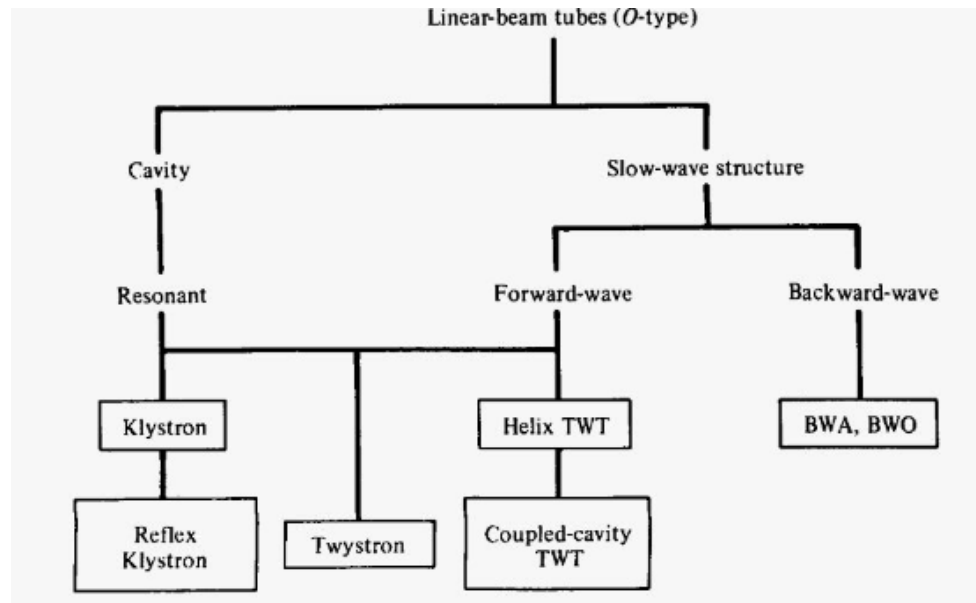 Linear-beam tubes (O-type)
Cavity
Slow-wave structure
Resonant
Forward-wave
Backward-wave
Klystron
Helix TWT
BWA, BWO
Reflex
Klystron
Twystron
Coupled-cavity
TWT